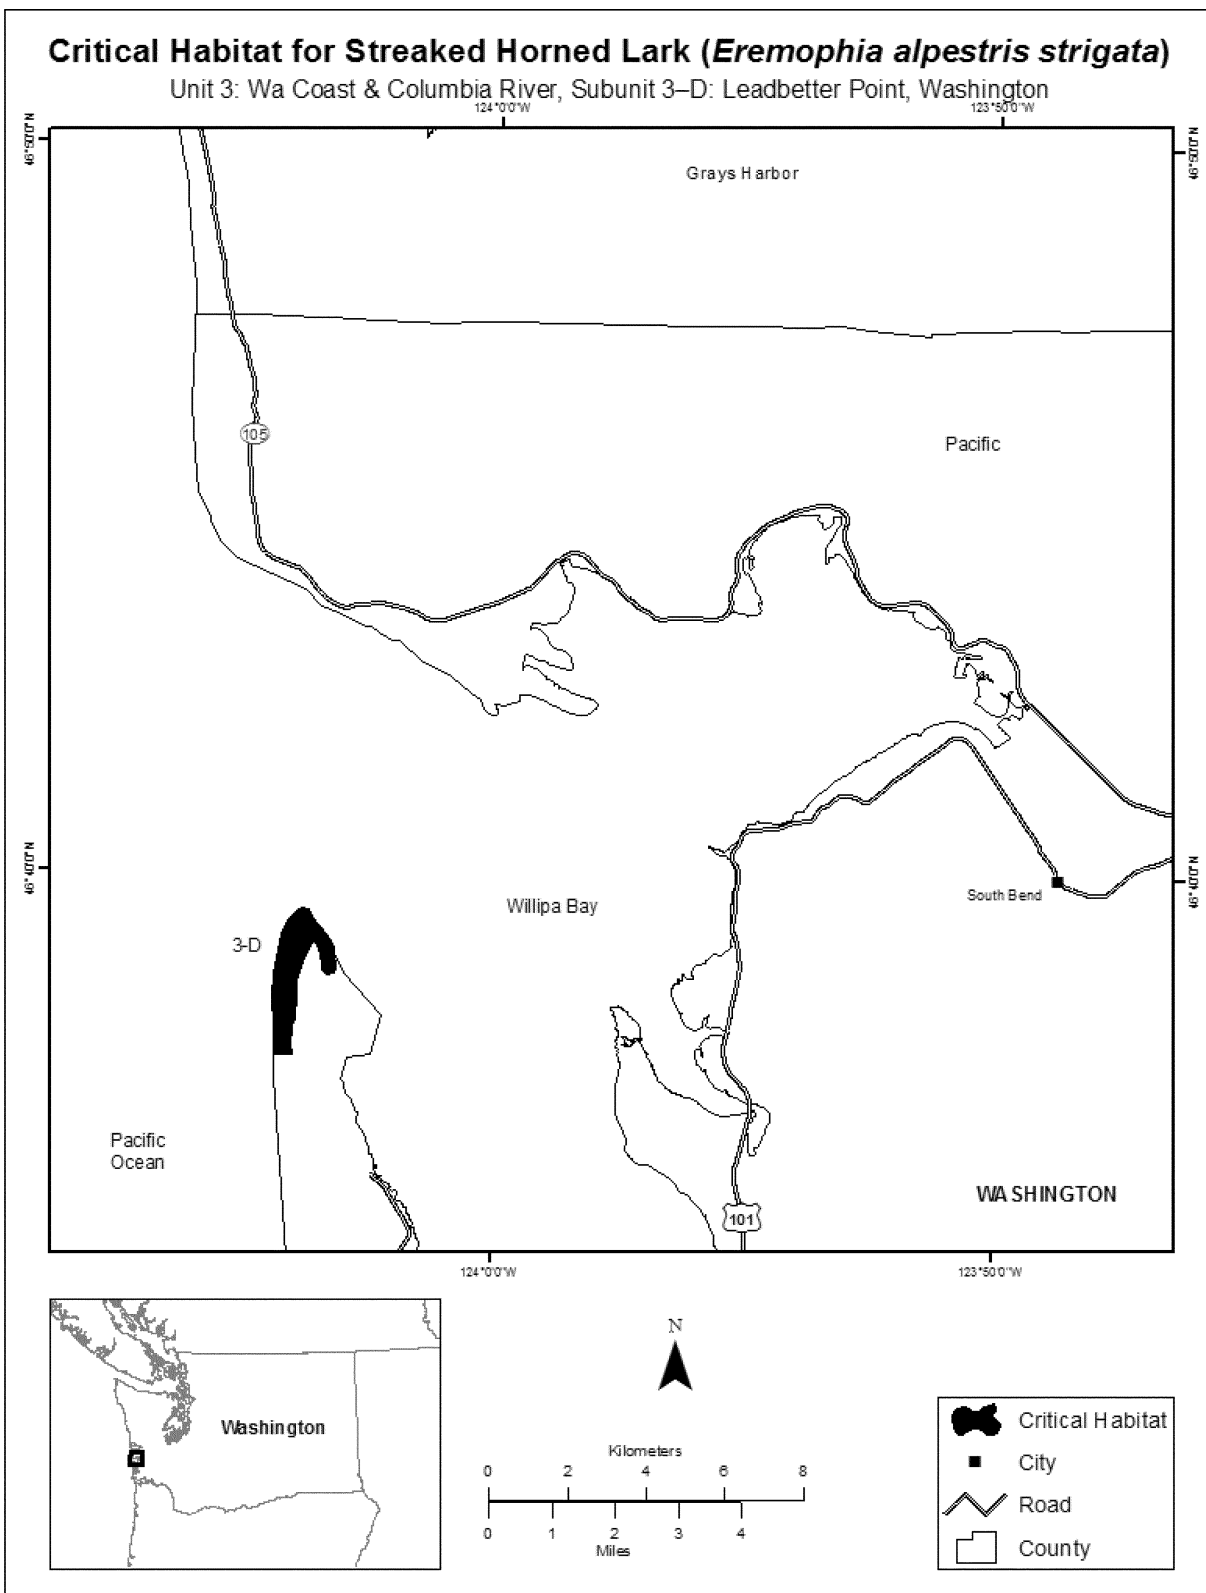 Critical Habitat for Streaked Horned Lark (Eremophia alpestris strigata)
Unit 3: Wa Coast & Columbia River, Subunit 3–D: Leadbetter Point, Washington
124°0'0"W
123°50'0"W
46°50'0"N
46°50'0"N
Grays Harbor
105
Pacific
46°40'0"N
46°40'0"N
South Bend
Willipa Bay
3-D
Pacific
Ocean
WASHINGTON
101
124°0'0"W
123°50'0"W
Washington
N
Kilometers
0 2 4 6 8
0 1 2 3 4
Miles
Critical Habitat
City
Road
County